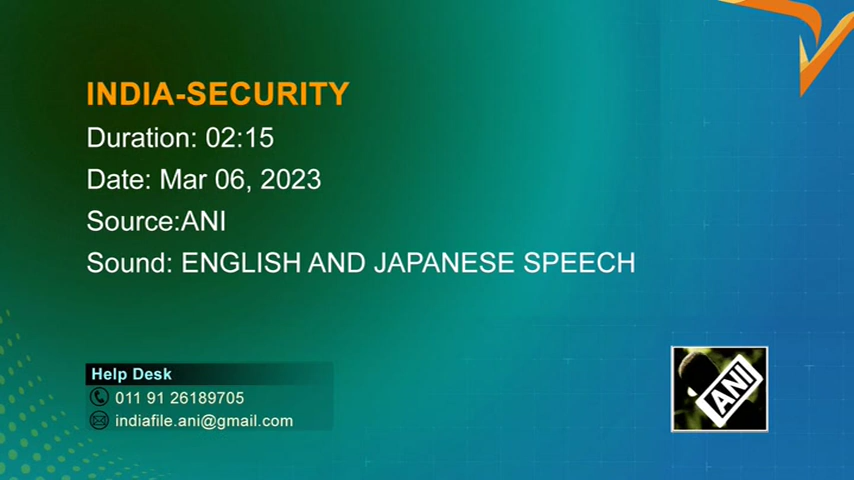 INDIA-SECURITY
Duration: 02:15
Date: Mar 06, 2023
Source:ANI
Sound: ENGLISH AND JAPANESE SPEECH
Help Desk
011 91 26189705
indiafile.ani@gmail.com
ANI